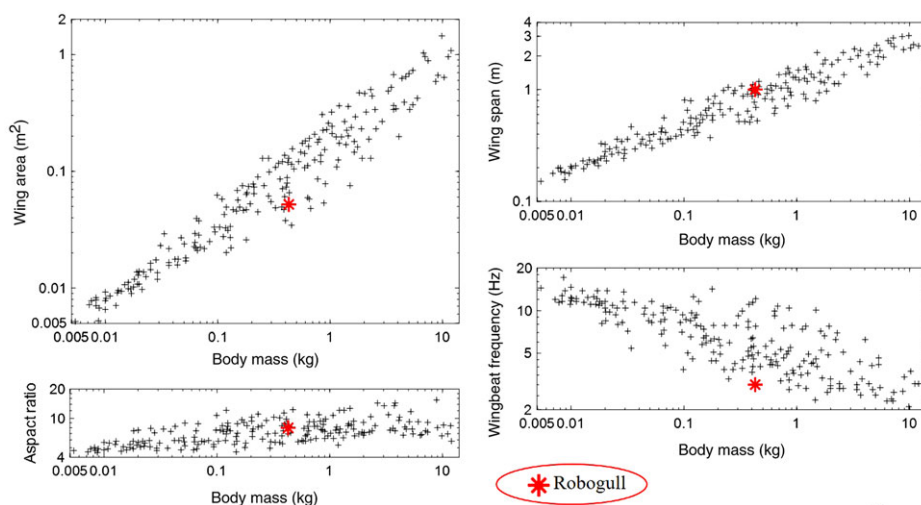 2
1
0.1
0.01
0.005
Wing area (m2)
0.005 0.01 0.1 1 10
Body mass (kg)
20
10
4
Aspact ratio
0.005 0.01 0.1 1 10
Body mass (kg)
4
3
2
1
0.1
Wing span (m)
0.005 0.01 0.1 1 10
Body mass (kg)
20
10
5
2
Wingbeat frequency (Hz)
0.005 0.01 0.1 1 10
Body mass (kg)
Robogull